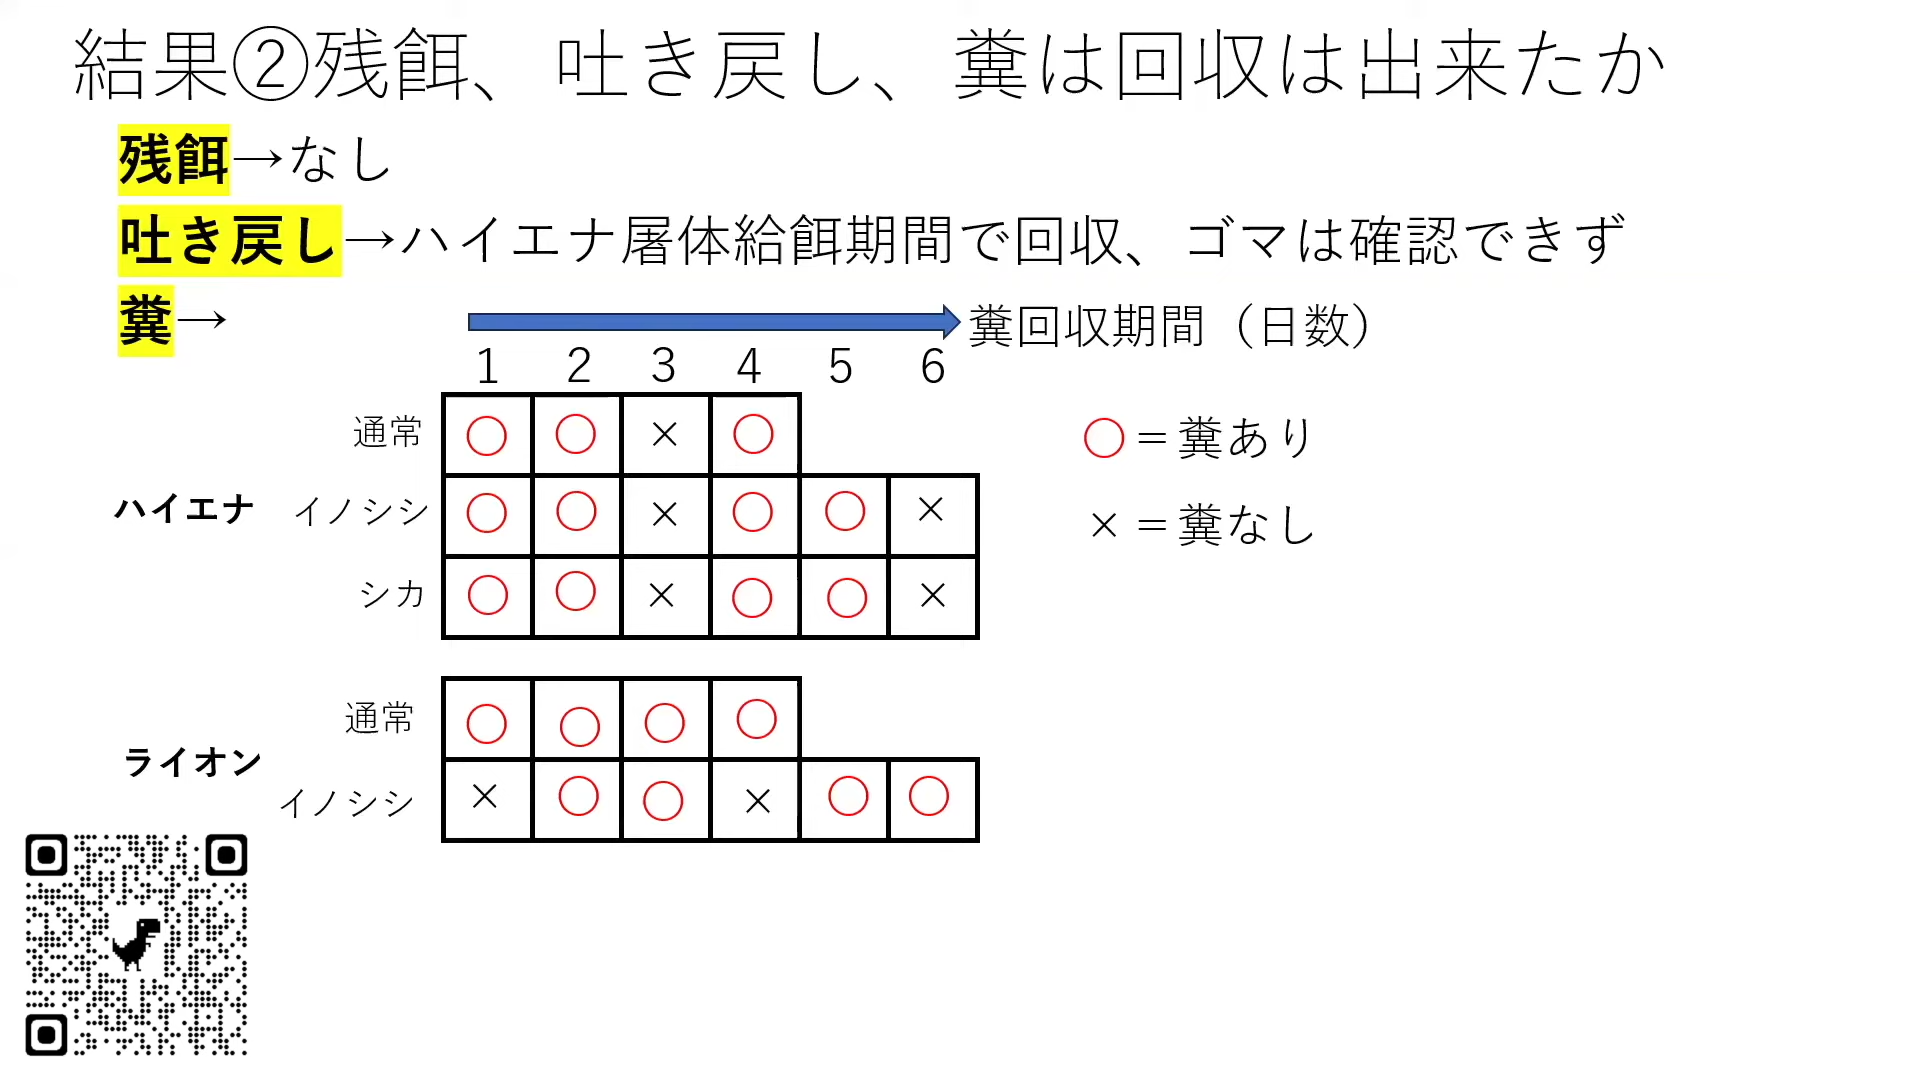 結果②残餌、吐き戻し、糞は回収は出来たか
残餌→なし
吐き戻し→ハイエナ屠体給餌期間で回収、ゴマは確認できず
糞→
糞回収期間（日数）
1 2 3 4 5 6
通常 ○ ○ × ○
ハイエナ イノシシ ○ ○ × ○ ○ ×
シカ ○ ○ × ○ ○ ×
○＝糞あり
×＝糞なし
通常 ○ ○ ○ ○
ライオン
イノシシ × ○ ○ × ○ ○